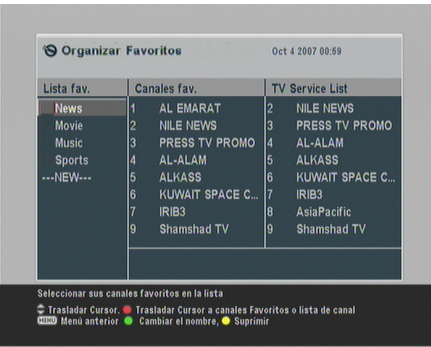 Organizar Favoritos
Oct 4 2007 00:59
Lista fav.
Canales fav.
TV Service List
News
Movie
Music
Sports
---NEW---
1 AL EMARAT
2 NILE NEWS
3 PRESS TV PROMO
4 AL-ALAM
5 ALKASS
6 KUWAIT SPACE C...
7 IRIB3
8
9 Shamshad TV
2 NILE NEWS
3 PRESS TV PROMO
4 AL-ALAM
5 ALKASS
6 KUWAIT SPACE C...
7 IRIB3
8 AsiaPacific
9 Shamshad TV
Seleccionar sus canales favoritos en la lista
Trasladar Cursor. Trasladar Cursor a canales Favoritos o lista de canal
MENU Menú anterior Cambiar el nombre, Suprimir